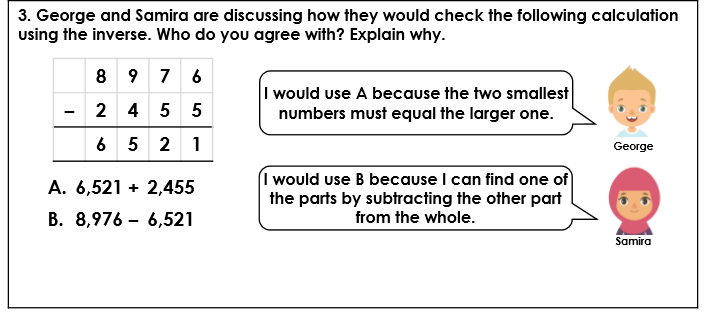 3. George and Samira are discussing how they would check the following calculation
using the inverse. Who do you agree with? Explain why.
8 9 7 6
– 2 4 5 5
6 5 2 1
I would use A because the two smallest
numbers must equal the larger one.
George
A. 6,521 + 2,455
B. 8,976 – 6,521
I would use B because I can find one of
the parts by subtracting the other part
from the whole.
Samira